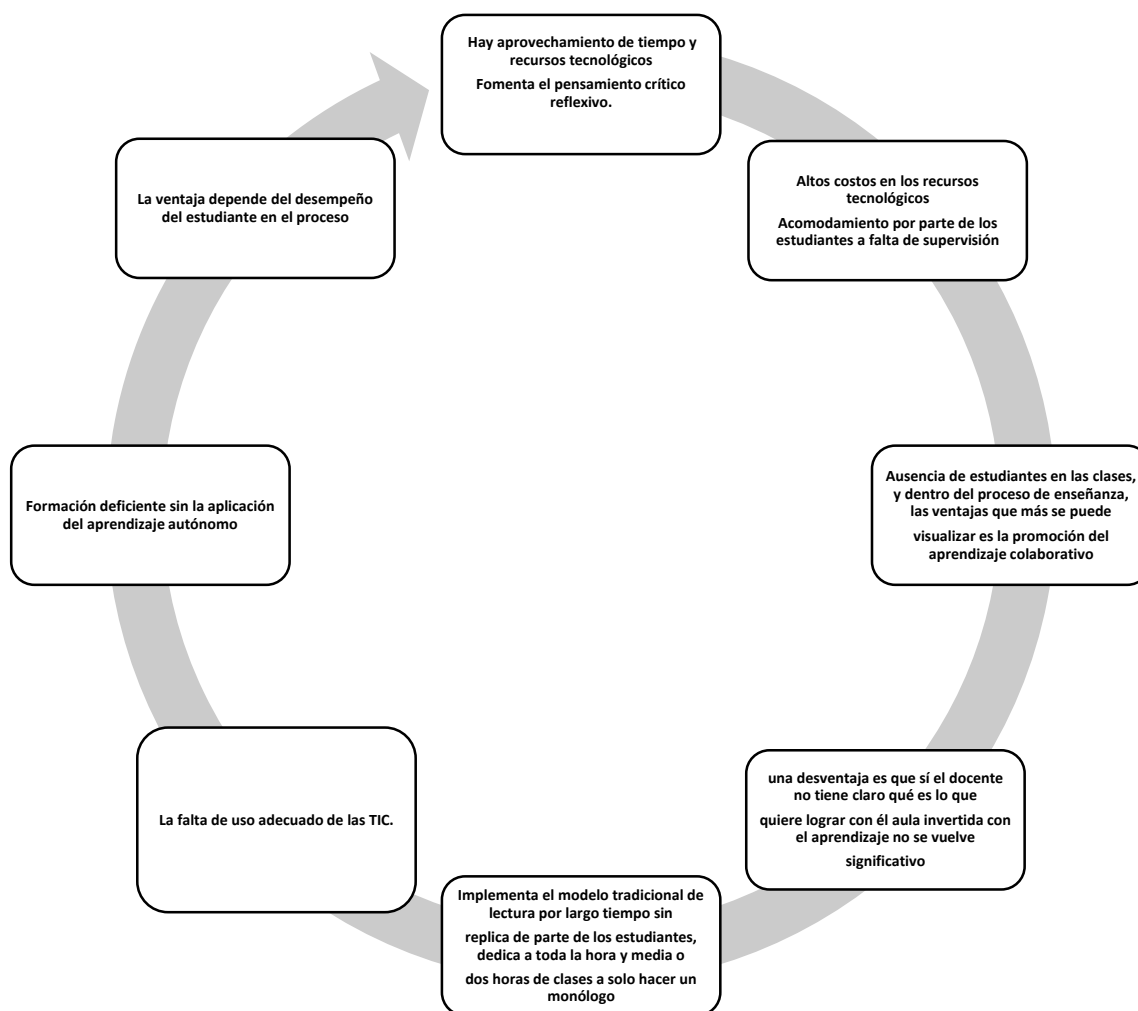 Hay aprovechamiento de tiempo y
recursos tecnológicos
Fomenta el pensamiento crítico
reflexivo.
Altos costos en los recursos
tecnológicos
Acomodamiento por parte de los
estudiantes a falta de supervisión
Ausencia de estudiantes en las clases,
y dentro del proceso de enseñanza,
las ventajas que más se puede
visualizar es la promoción del
aprendizaje colaborativo
una desventaja es que sí el docente
no tiene claro qué es lo que
quiere lograr con él aula invertida con
el aprendizaje no se vuelve
significativo
Implementa el modelo tradicional de
lectura por largo tiempo sin
replica de parte de los estudiantes,
dedica a toda la hora y media o
dos horas de clases a solo hacer un
monólogo
La falta de uso adecuado de las TIC.
Formación deficiente sin la aplicación
del aprendizaje autónomo
La ventaja depende del desempeño
del estudiante en el proceso